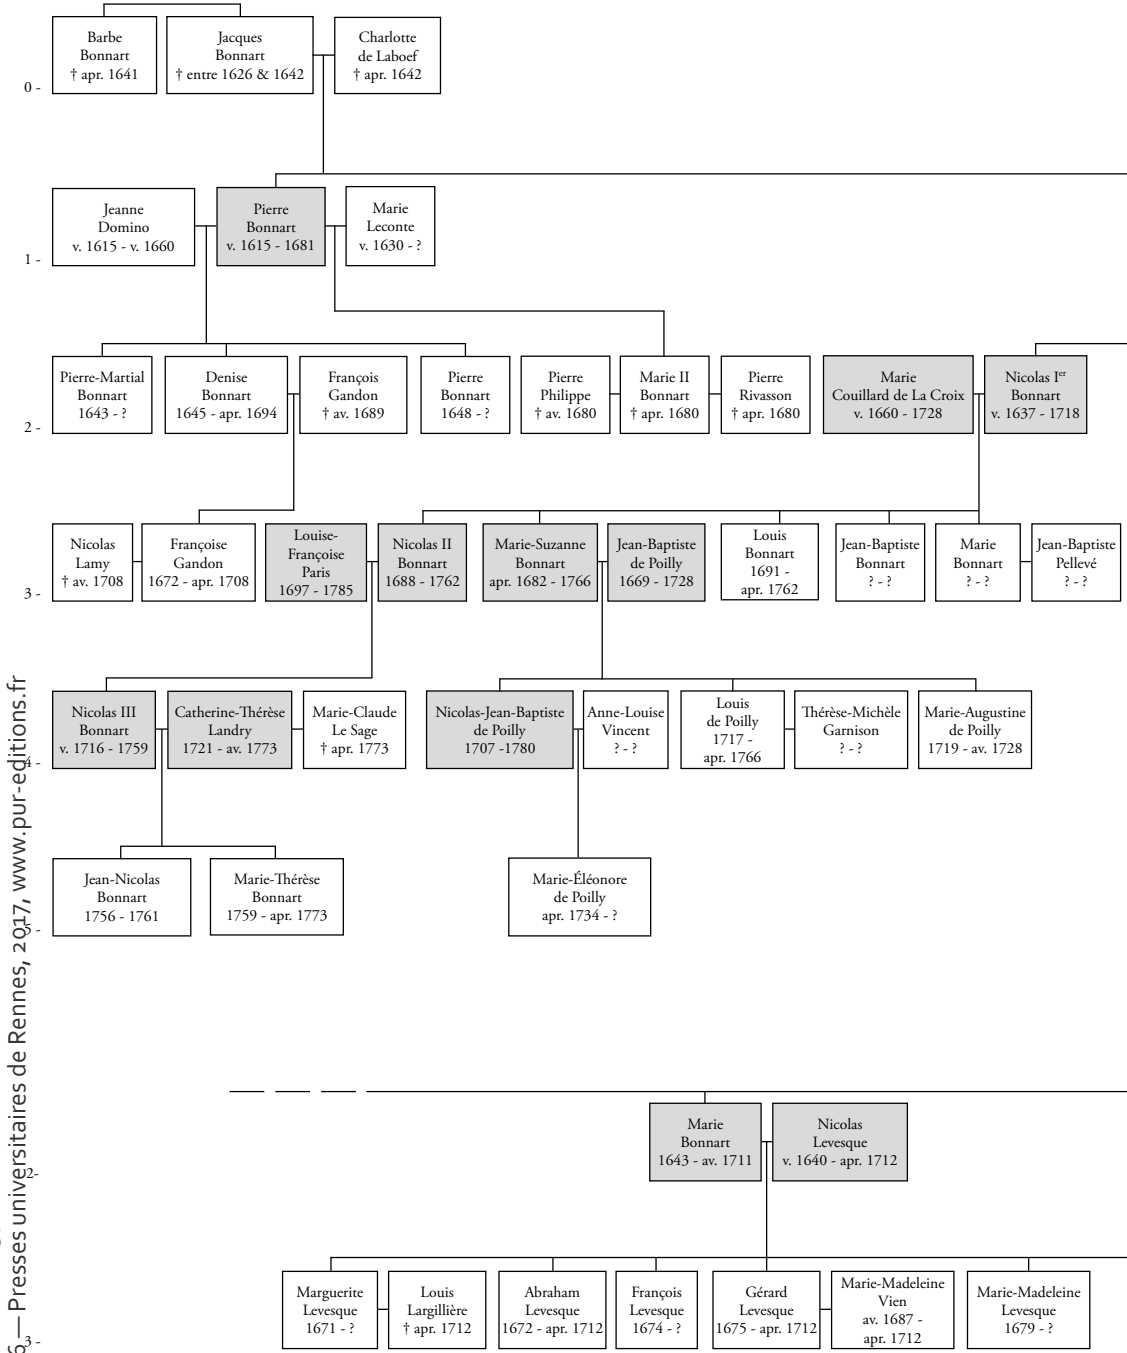 Barbe
Bonnart
† apr. 1641
Jacques
Bonnart
† entre 1626 & 1642
Charlotte
de Laboef
† apr. 1642
0 -
Jeanne
Domino
v. 1615 - v. 1660
Pierre
Bonnart
v. 1615 - 1681
Marie
Leconte
v. 1630 - ?
1 -
Pierre-Martial
Bonnart
1643 - ?
Denise
Bonnart
1645 - apr. 1694
François
Gandon
† av. 1689
Pierre
Bonnart
1648 - ?
Pierre
Philippe
† av. 1680
Marie II
Bonnart
† apr. 1680
Pierre
Rivasson
† apr. 1680
Marie
Couillard de La Croix
v. 1660 - 1728
Nicolas Ier
Bonnart
v. 1637 - 1718
2 -
Nicolas
Lamy
† av. 1708
Françoise
Gandon
1672 - apr. 1708
Louise-
Françoise
Paris
1697 - 1785
Nicolas II
Bonnart
1688 - 1762
Marie-Suzanne
Bonnart
apr. 1682 - 1766
Jean-Baptiste
de Poilly
1669 - 1728
Louis
Bonnart
1691 -
apr. 1762
Jean-Baptiste
Bonnart
? - ?
Marie
Bonnart
? - ?
Jean-Baptiste
Pellevé
? - ?
3 -
Nicolas III
Bonnart
v. 1716 - 1759
Catherine-Thérèse
Landry
1721 - av. 1773
Marie-Claude
Le Sage
† apr. 1773
Nicolas-Jean-Baptiste
de Poilly
1707 -1780
Anne-Louise
Vincent
? - ?
Louis
de Poilly
1717 -
apr. 1766
Thérèse-Michèle
Garnison
? - ?
Marie-Augustine
de Poilly
1719 - av. 1728
4 -
Jean-Nicolas
Bonnart
1756 - 1761
Marie-Thérèse
Bonnart
1759 - apr. 1773
Marie-Éléonore
de Poilly
apr. 1734 - ?
5 -
Marie
Bonnart
1643 - av. 1711
Nicolas
Levesque
v. 1640 - apr. 1712
2-
Marguerite
Levesque
1671 - ?
Louis
Largillière
† apr. 1712
Abraham
Levesque
1672 - apr. 1712
François
Levesque
1674 - ?
Gérard
Levesque
1675 - apr. 1712
Marie-Madeleine
Vien
av. 1687 -
apr. 1712
Marie-Madeleine
Levesque
1679 - ?
3 -
— Presses universitaires de Rennes, 2017, www.pur-editions.fr